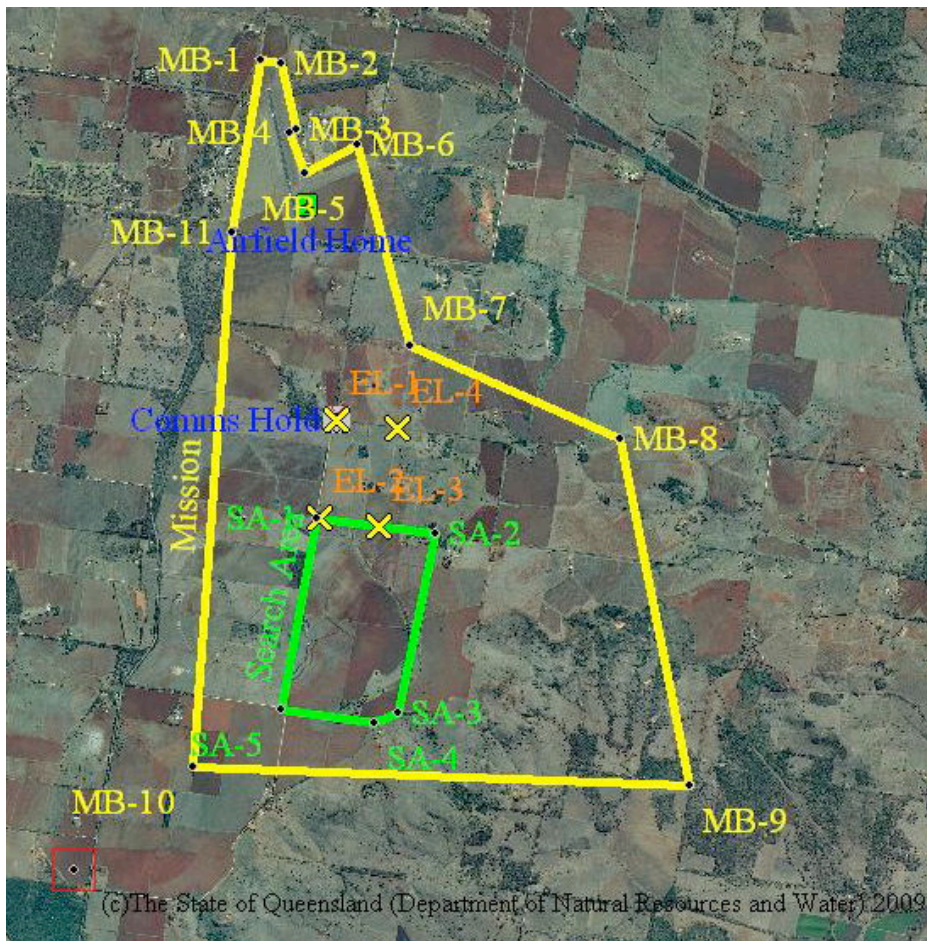 MB-1
MB-2
MB-4
MB-3
MB-6
MB-5
MB-11
Airfield Home
MB-7
EL-1
EL-4
Comms Hold
MB-8
Mission
EL-2
EL-3
SA-1
SA-2
Search Area
SA-3
SA-5
SA-4
MB-10
MB-9
(c)The State of Queensland (Department of Natural Resources and Water) 2009